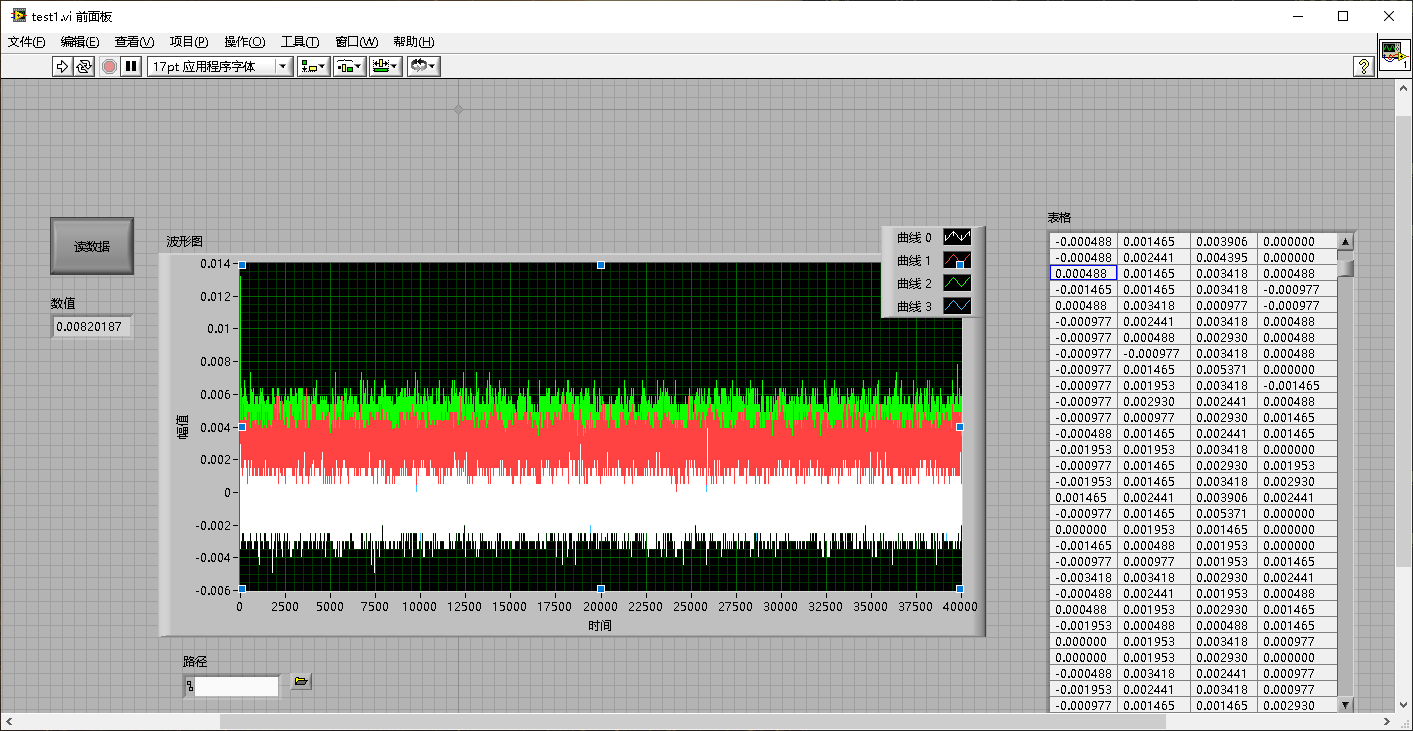 test1.vi 前面板
文件(F) 编辑(E) 查看(V) 项目(P) 操作(O) 工具(T) 窗口(W) 帮助(H)
17pt 应用程序字体
?
1
读数据
数值
0.00820187
波形图
曲线 0
曲线 1
曲线 2
曲线 3
幅值
0.014
0.012
0.01
0.008
0.006
0.004
0.002
0
-0.002
-0.004
-0.006
0 2500 5000 7500 10000 12500 15000 17500 20000 22500 25000 27500 30000 32500 35000 37500 40000
时间
路径
表格
-0.000488 0.001465 0.003906 0.000000
-0.000488 0.002441 0.004395 0.000000
0.000488 0.001465 0.003418 0.000488
-0.001465 0.001465 0.003418 -0.000977
0.000488 0.003418 0.000977 -0.000977
-0.000977 0.002441 0.003418 0.000488
-0.000977 0.000488 0.002930 0.000488
-0.000977 -0.000977 0.003418 0.000488
-0.000977 0.001465 0.005371 0.000000
-0.000977 0.001953 0.003418 -0.001465
-0.000977 0.002930 0.002441 0.000488
-0.000977 0.000977 0.002930 0.001465
-0.000488 0.001465 0.002441 0.001465
-0.001953 0.001465 0.003418 0.000000
-0.000977 0.001465 0.002930 0.001953
-0.001953 0.001465 0.003418 0.002930
0.001465 0.002441 0.003906 0.002441
-0.000977 0.001465 0.005371 0.000000
0.000000 0.001953 0.001465 0.000000
-0.001465 0.000488 0.001953 0.000000
-0.000977 0.000977 0.001953 0.001465
-0.003418 0.003418 0.002930 0.002441
-0.000488 0.002441 0.001953 0.000488
0.000488 0.001953 0.002930 0.001465
-0.001953 0.000488 0.000488 0.001465
0.000000 0.001953 0.003418 0.000977
0.000000 0.001953 0.002930 0.000000
-0.000488 0.003418 0.002441 0.000977
-0.001953 0.002441 0.003418 0.000977
-0.000977 0.001465 0.001465 0.002930